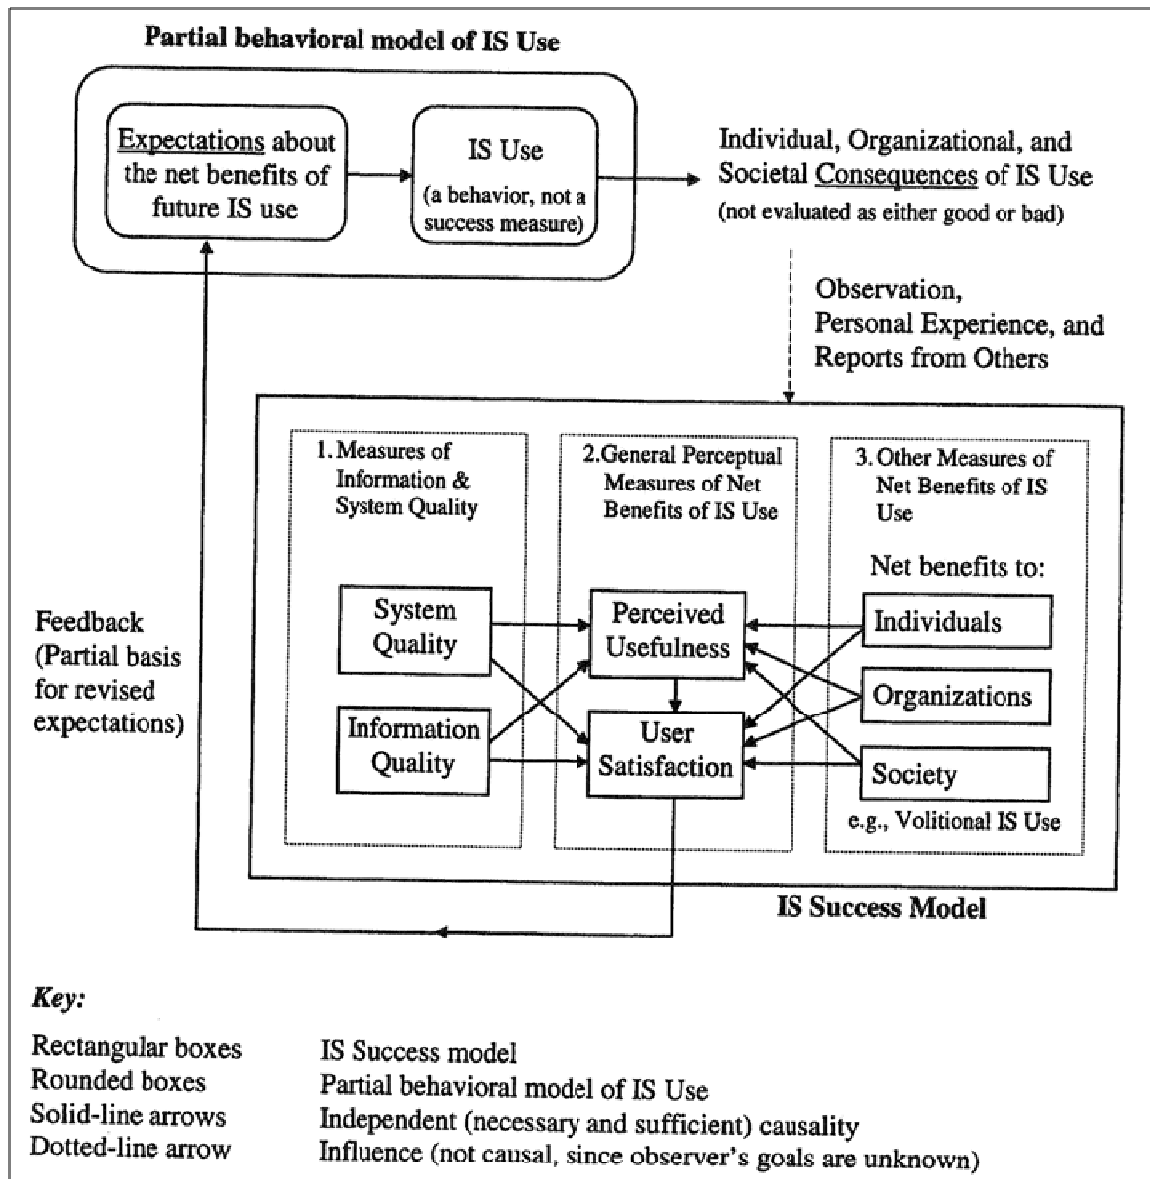 Partial behavioral model of IS Use
Expectations about
the net benefits of
future IS use
IS Use
(a behavior, not a
success measure)
Individual, Organizational, and
Societal Consequences of IS Use
(not evaluated as either good or bad)
Observation,
Personal Experience, and
Reports from Others
1. Measures of
Information &
System Quality
2. General Perceptual
Measures of Net
Benefits of IS Use
3. Other Measures of
Net Benefits of IS
Use
Net benefits to:
System
Quality
Information
Quality
Perceived
Usefulness
User
Satisfaction
Individuals
Organizations
Society
e.g., Volitional IS Use
Feedback
(Partial basis
for revised
expectations)
IS Success Model
Key:
Rectangular boxes IS Success model
Rounded boxes Partial behavioral model of IS Use
Solid-line arrows Independent (necessary and sufficient) causality
Dotted-line arrow Influence (not causal, since observer's goals are unknown)